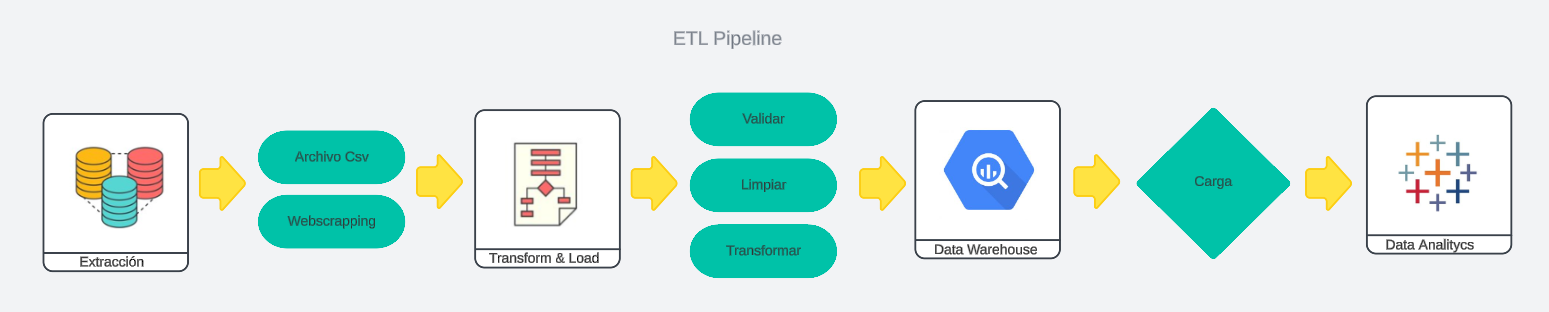 ETL Pipeline
Extracción
Archivo Csv
Webscrapping
Transform & Load
Validar
Limpiar
Transformar
Data Warehouse
Carga
Data Analitycs